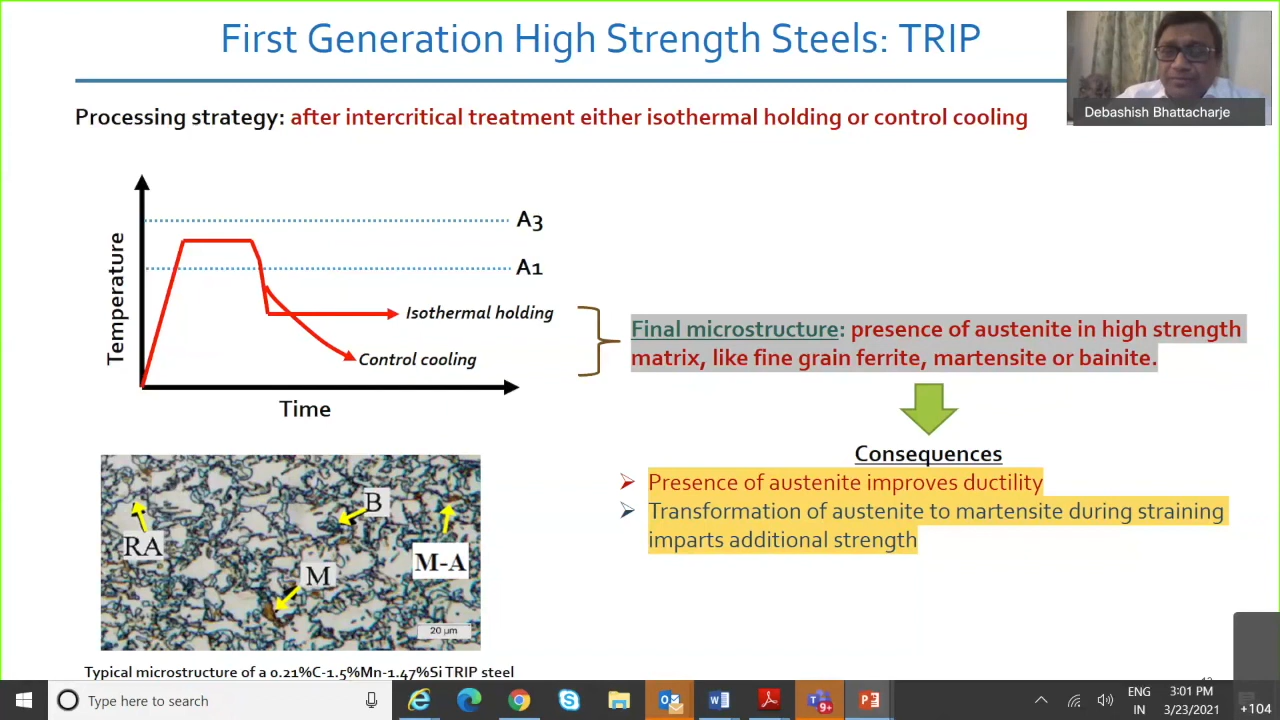 First Generation High Strength Steels: TRIP
Debashish Bhattacharje
Processing strategy: after intercritical treatment either isothermal holding or control cooling
Temperature
A3
A1
Isothermal holding
Control cooling
Time
Final microstructure: presence of austenite in high strength
matrix, like fine grain ferrite, martensite or bainite.
Consequences
➢ Presence of austenite improves ductility
➢ Transformation of austenite to martensite during straining
imparts additional strength
B
RA
M-A
M
20 µm
Typical microstructure of a 0.21%C-1.5%Mn-1.47%Si TRIP steel
Type here to search
9+
ENG
IN
3:01 PM
3/23/2021
+104